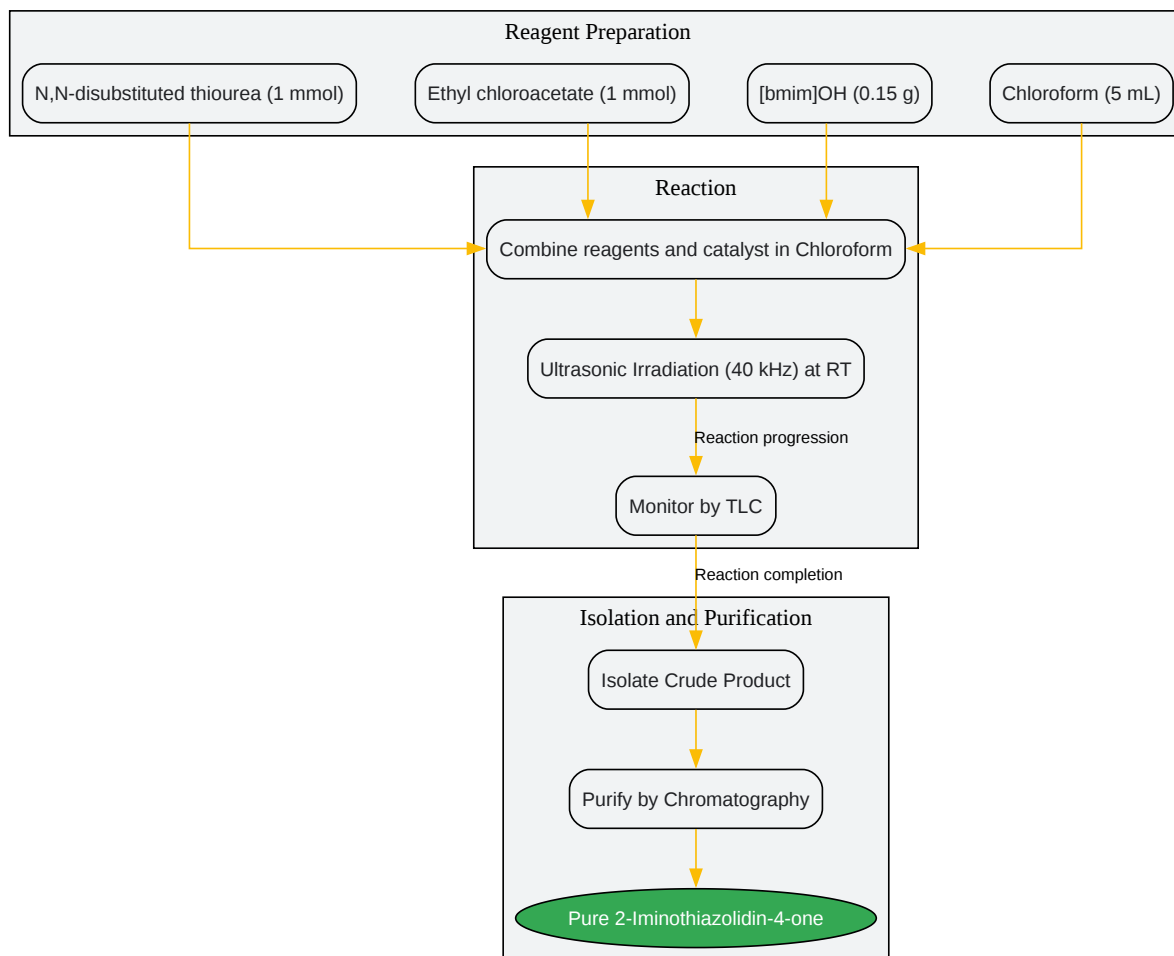 Reagent Preparation
N,N-disubstituted thiourea (1 mmol)
Ethyl chloroacetate (1 mmol)
[bmim]OH (0.15 g)
Chloroform (5 mL)
Reaction
Combine reagents and catalyst in Chloroform
Ultrasonic Irradiation (40 kHz) at RT
Reaction progression
Monitor by TLC
Reaction completion
Isolation and Purification
Isolate Crude Product
Purify by Chromatography
Pure 2-Iminothiazolidin-4-one